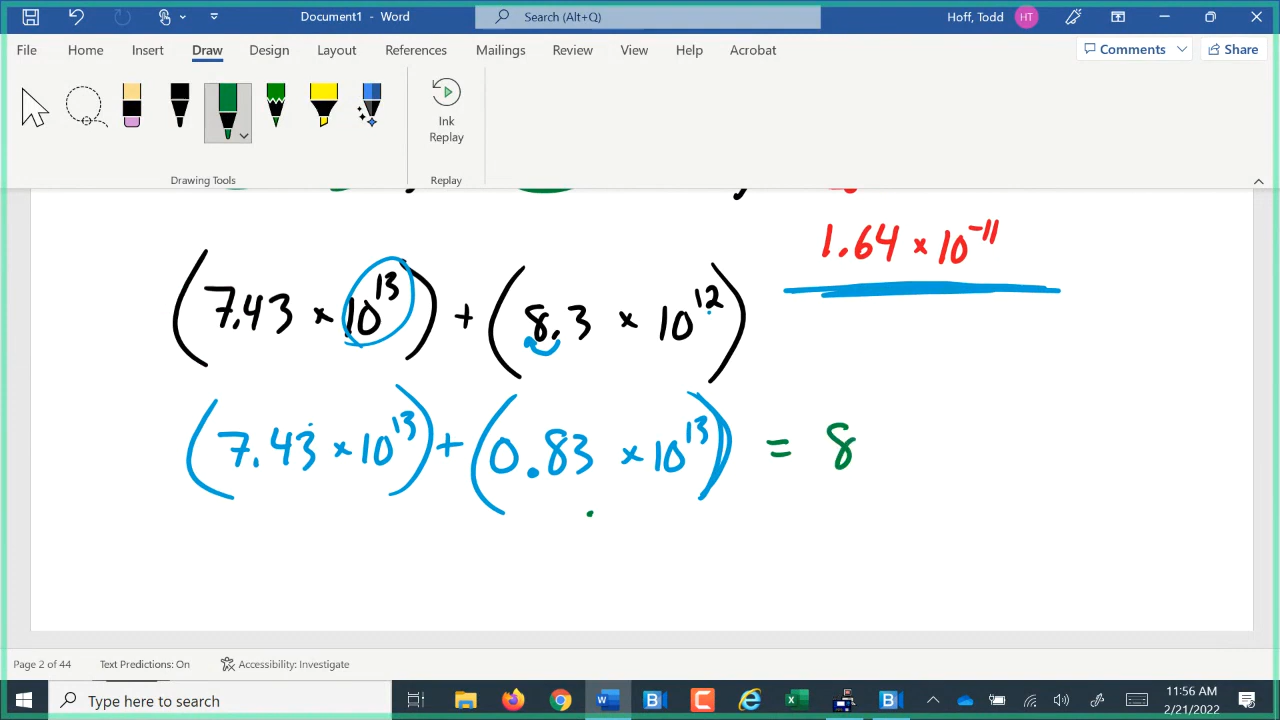 Document1 - Word
Search (Alt+Q)
Hoff, Todd HT
File Home Insert Draw Design Layout References Mailings Review View Help Acrobat Comments Share
Ink Replay
Drawing Tools Replay
1.64 × 10⁻¹¹
(7.43 × 10¹³) + (8.3 × 10¹²)
(7.43 × 10¹³) + (0.83 × 10¹³) = 8
Page 2 of 44 Text Predictions: On Accessibility: Investigate
Type here to search
11:56 AM
2/21/2022